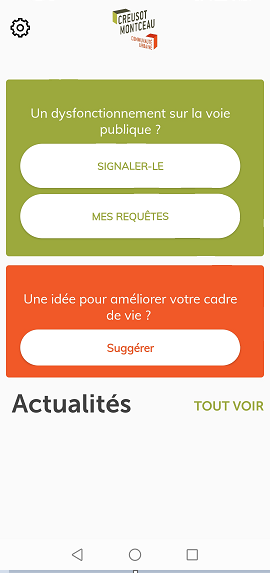 CREUSOT
MONTCEAU
COMMUNAUTÉ
URBAINE
Un dysfonctionnement sur la voie
publique ?
SIGNALER-LE
MES REQUÊTES
Une idée pour améliorer votre cadre
de vie ?
Suggérer
Actualités
TOUT VOIR